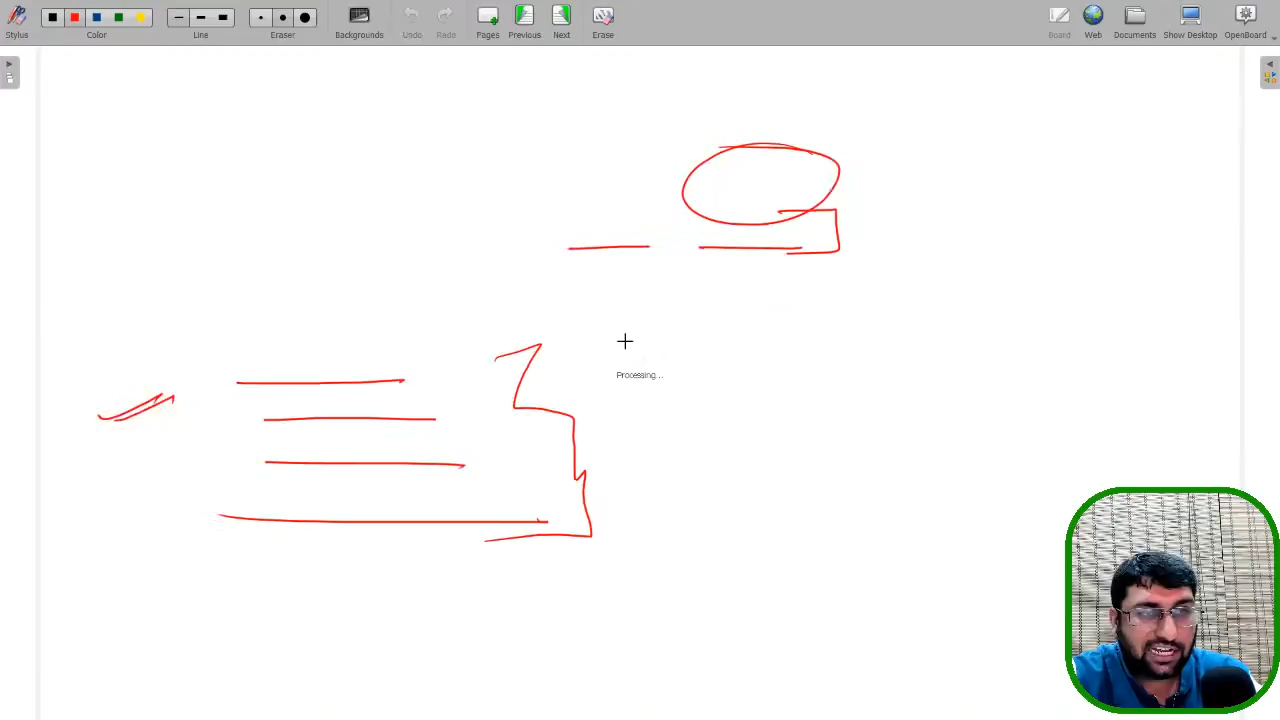 Stylus
Color
Line
Eraser
Backgrounds
Undo
Redo
Pages
Previous
Next
Erase
Board
Web
Documents
Show Desktop
OpenBoard
Processing...